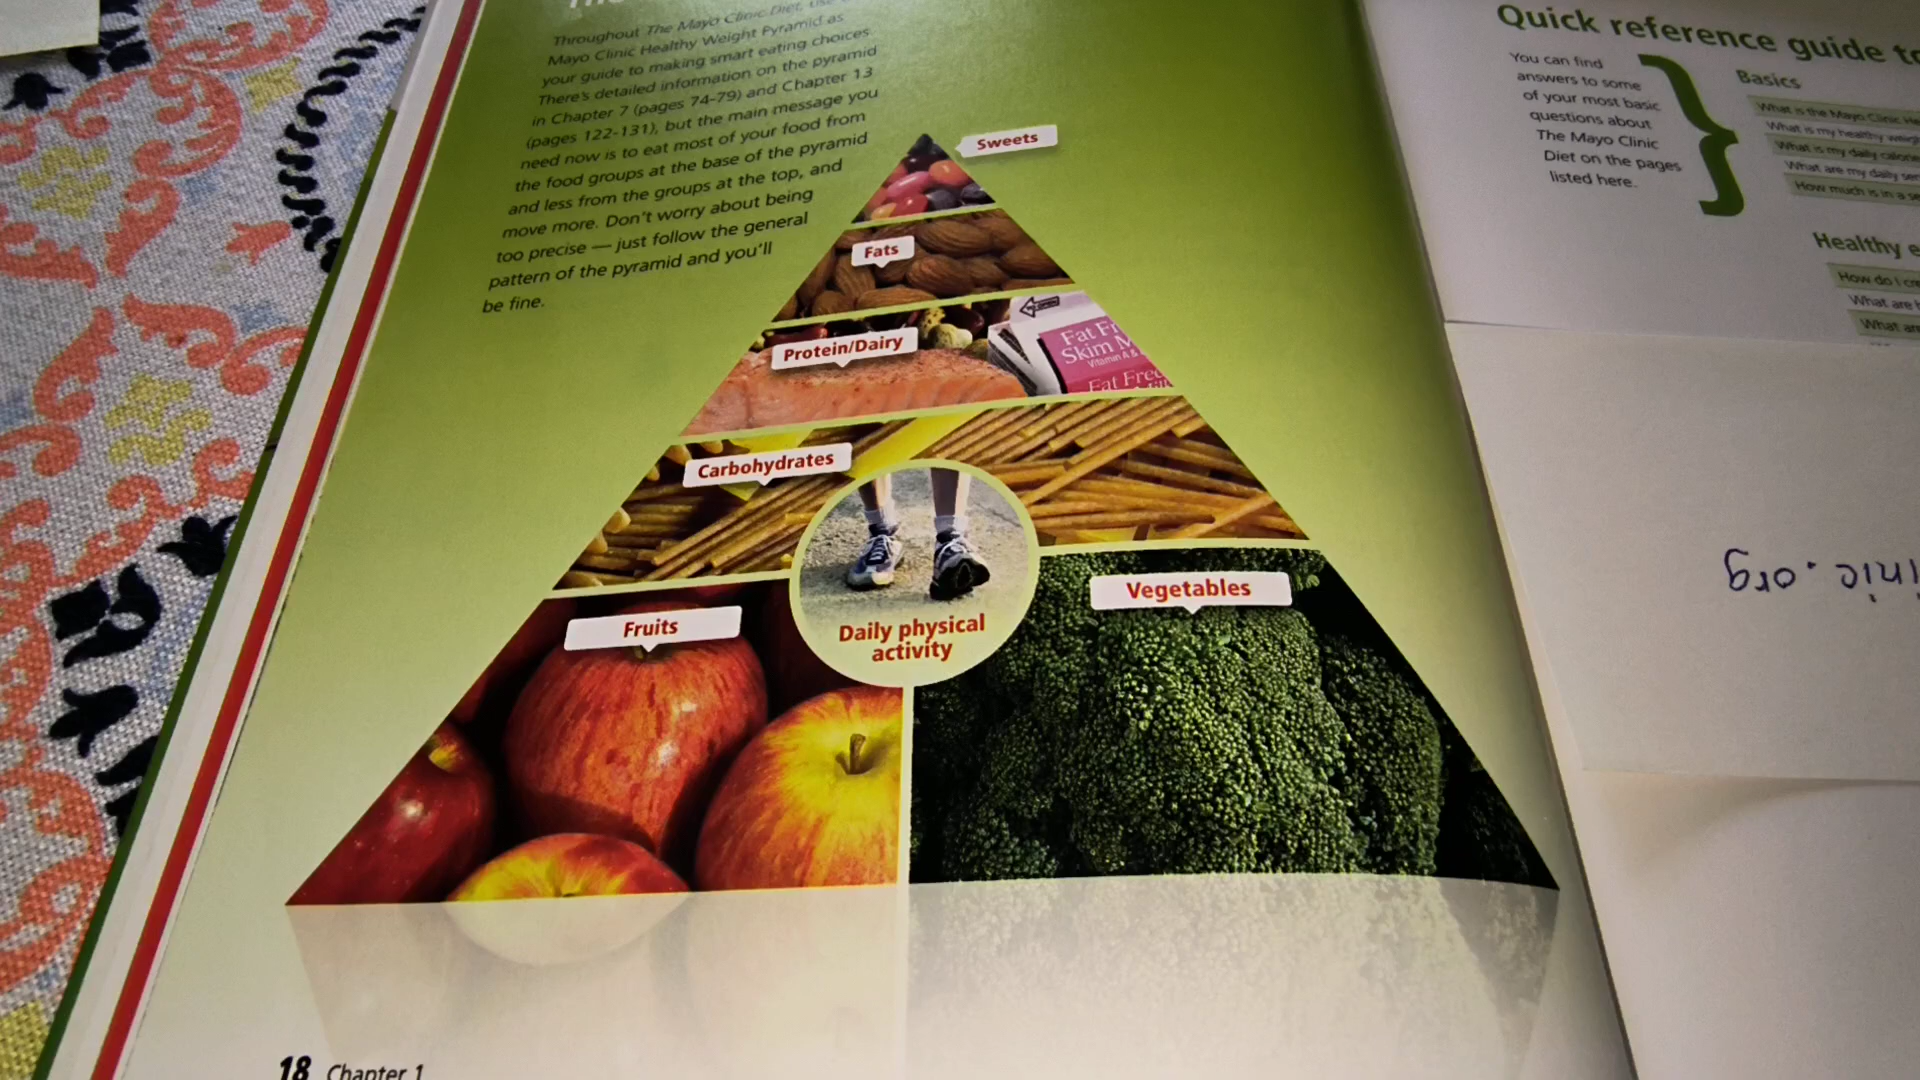 Throughout The Mayo Clinic Diet, use
Mayo Clinic Healthy Weight Pyramid as
your guide to making smart eating choices
There's detailed information on the pyramid
in Chapter 7 (pages 74–79) and Chapter 13
(pages 122-131), but the main message you
need now is to eat most of your food from
the food groups at the base of the pyramid
and less from the groups at the top, and
move more. Don't worry about being
too precise — just follow the general
pattern of the pyramid and you'll
be fine.
Sweets
Fats
Protein/Dairy
Fat Fr
Skim M
Vitamin A &
Fat Free
Carbohydrates
Daily physical
activity
Fruits
Vegetables
18 Chapter 1
Quick reference guide to
You can find
answers to some
of your most basic
questions about
The Mayo Clinic
Diet on the pages
listed here.
Basics
What is the Mayo Clinic He
What is my healthy weigh
What is my daily calorie
What are my daily ser
How much is in a se
Healthy e
How do I cre
What are h
What are
inic.org